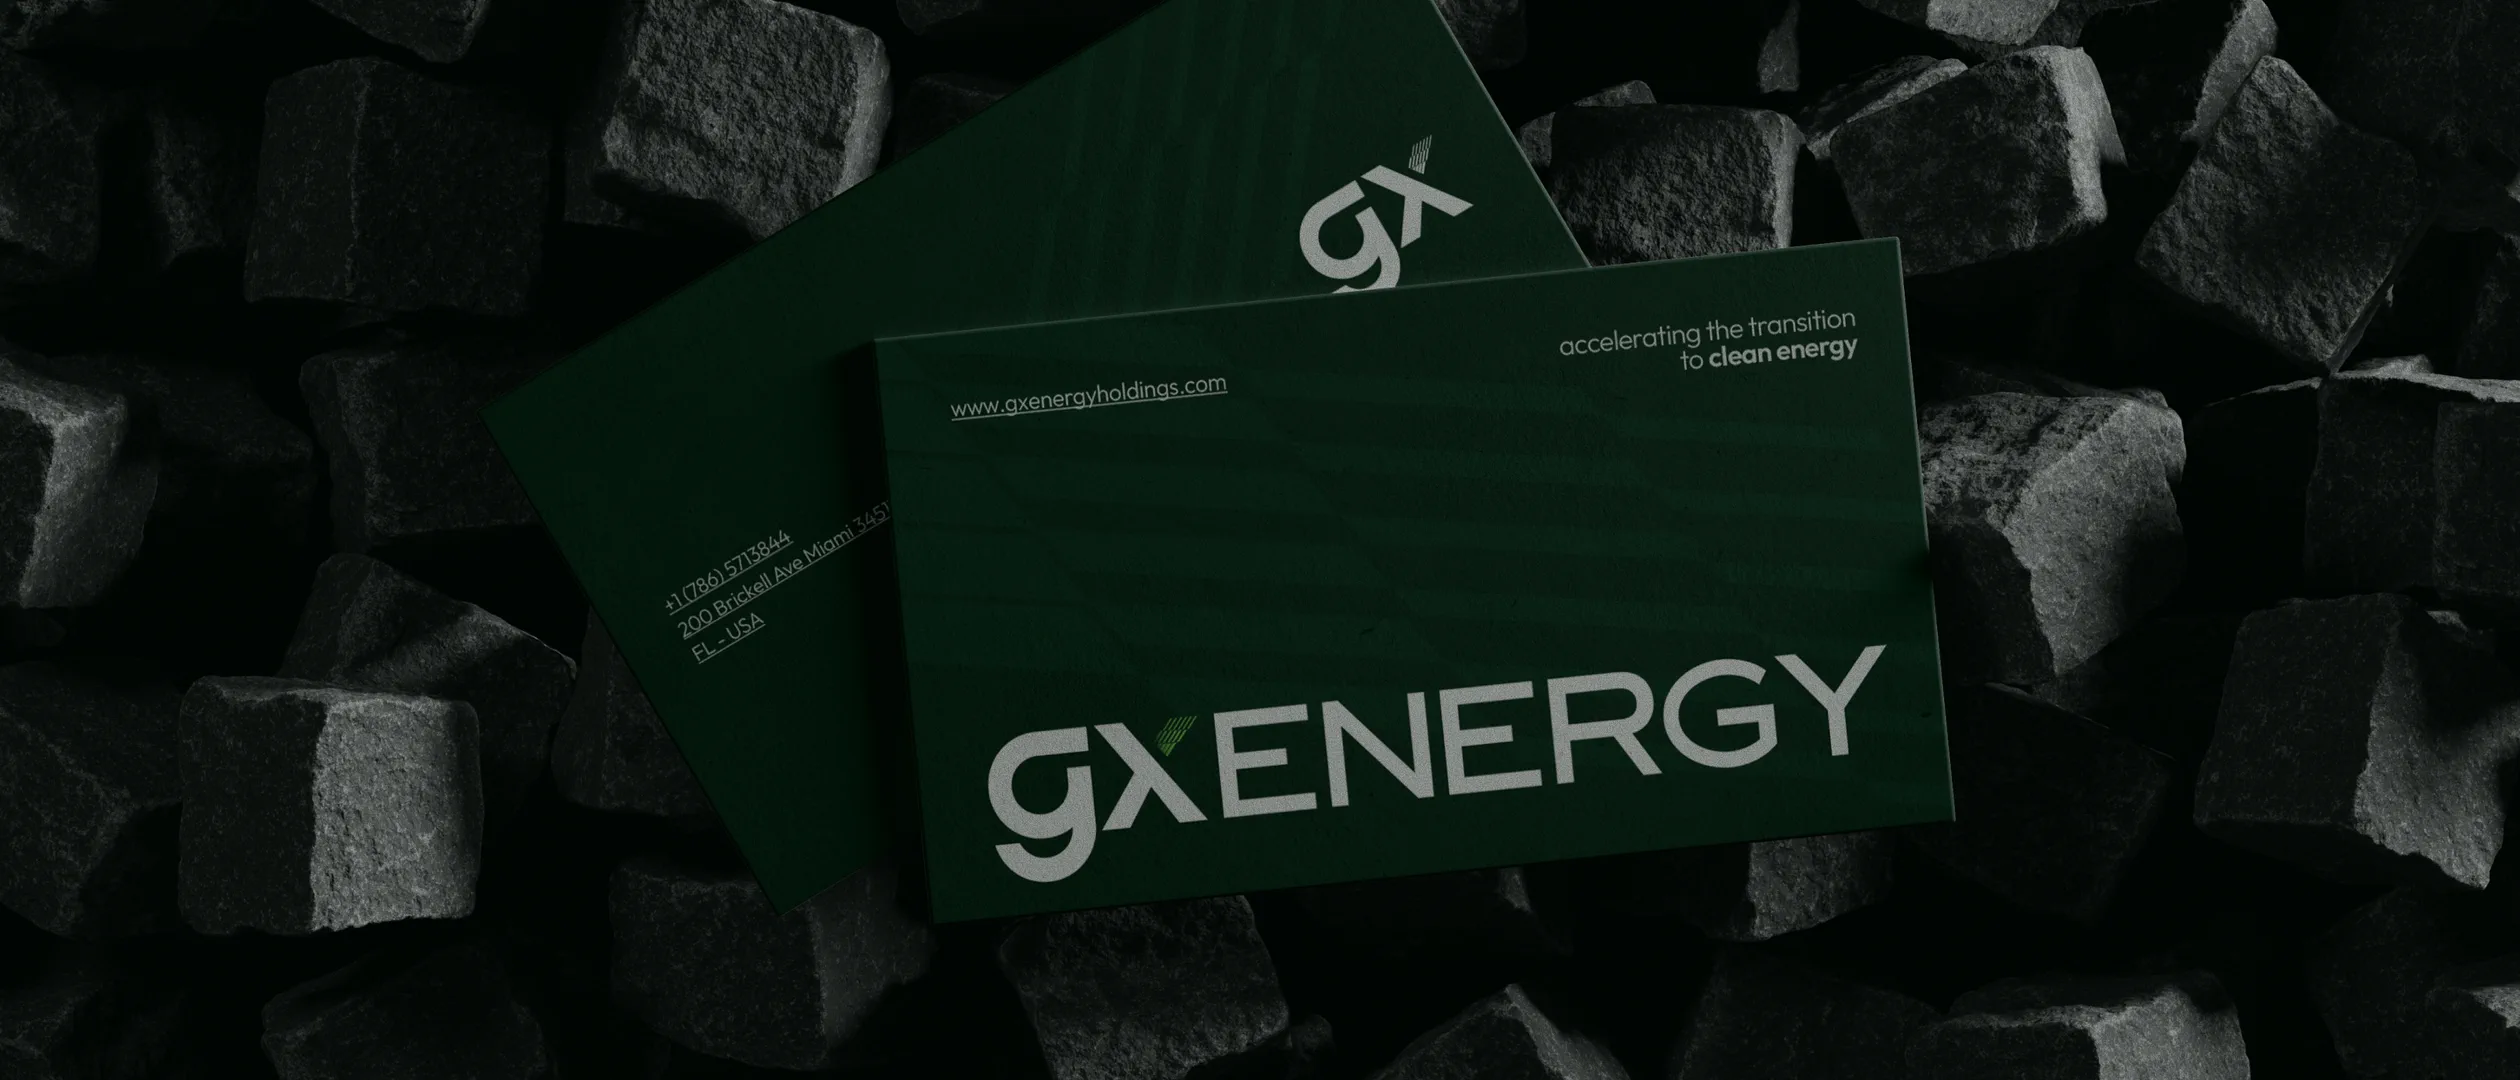 gx
+1 (786) 5713844
200 Brickell Ave Miami 3451
FL - USA
www.gxenergyholdings.com
accelerating the transition
to clean energy
gxENERGY